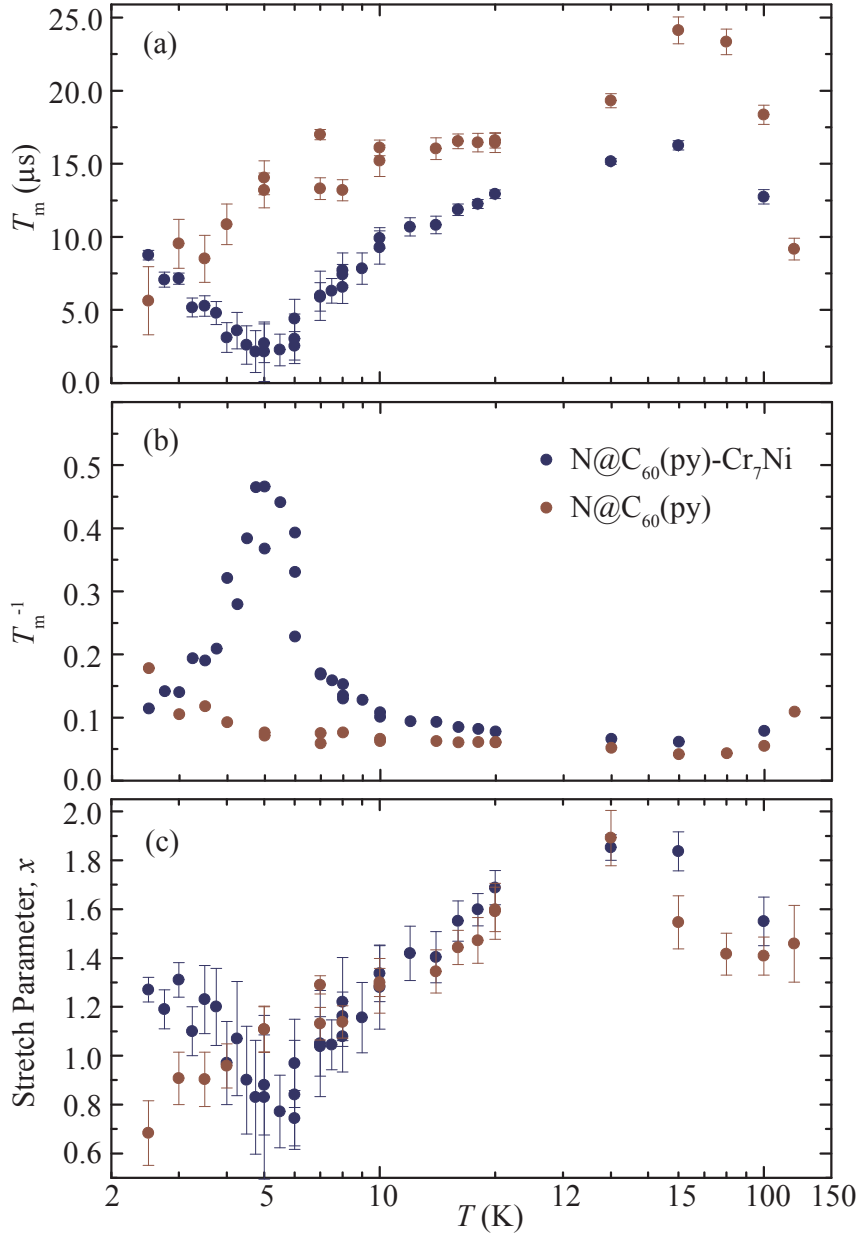 25.0
20.0
15.0
10.0
5.0
0.0
T_m (μs)
(a)
0.5
0.4
0.3
0.2
0.1
0.0
T_m^-1
(b)
N@C₆₀(py)-Cr₇Ni
N@C₆₀(py)
2.0
1.8
1.6
1.4
1.2
1.0
0.8
0.6
Stretch Parameter, x
(c)
2 5 10 12 15 100 150
T (K)